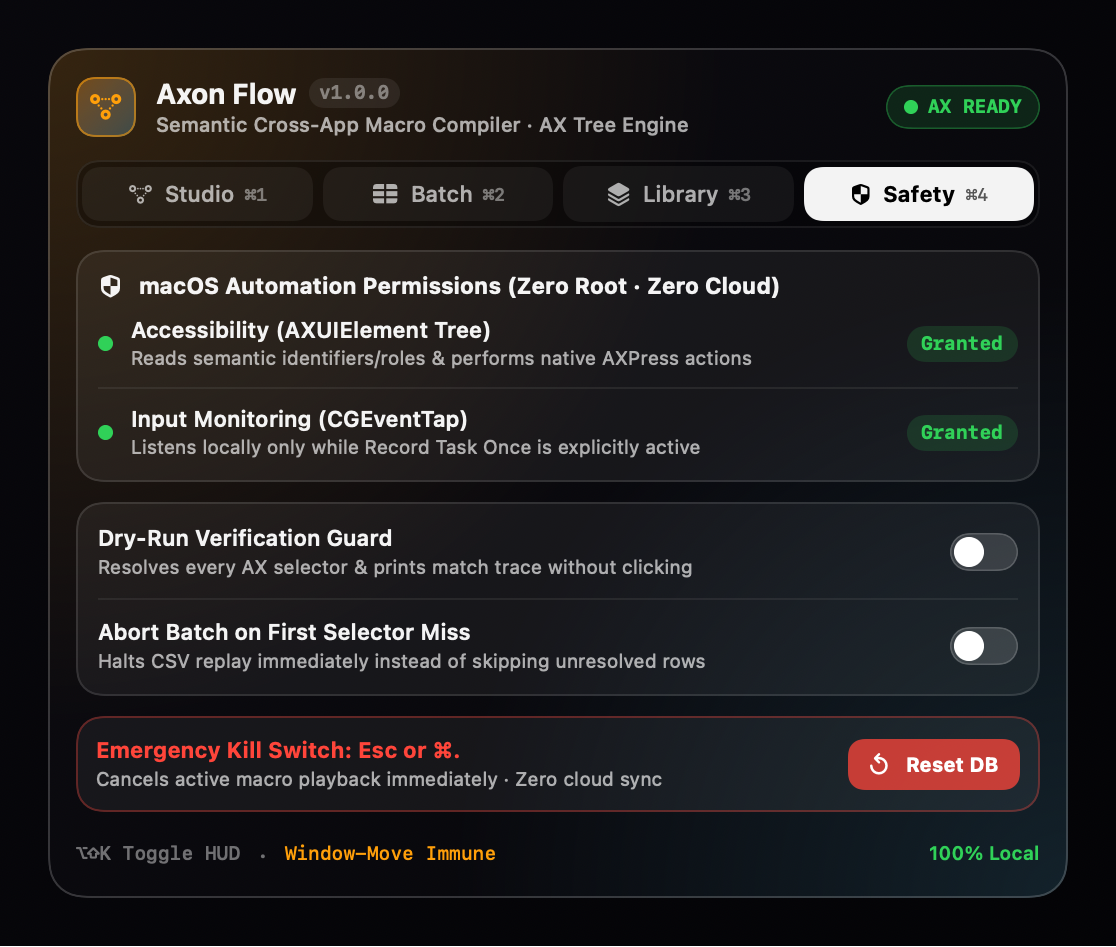 Axon Flow v1.0.0
Semantic Cross-App Macro Compiler · AX Tree Engine
AX READY
Studio ⌘1
Batch ⌘2
Library ⌘3
Safety ⌘4
macOS Automation Permissions (Zero Root · Zero Cloud)
Accessibility (AXUIElement Tree)
Reads semantic identifiers/roles & performs native AXPress actions
Granted
Input Monitoring (CGEventTap)
Listens locally only while Record Task Once is explicitly active
Granted
Dry-Run Verification Guard
Resolves every AX selector & prints match trace without clicking
Abort Batch on First Selector Miss
Halts CSV replay immediately instead of skipping unresolved rows
Emergency Kill Switch: Esc or ⌘.
Cancels active macro playback immediately · Zero cloud sync
Reset DB
⌥⇧K Toggle HUD · Window-Move Immune
100% Local